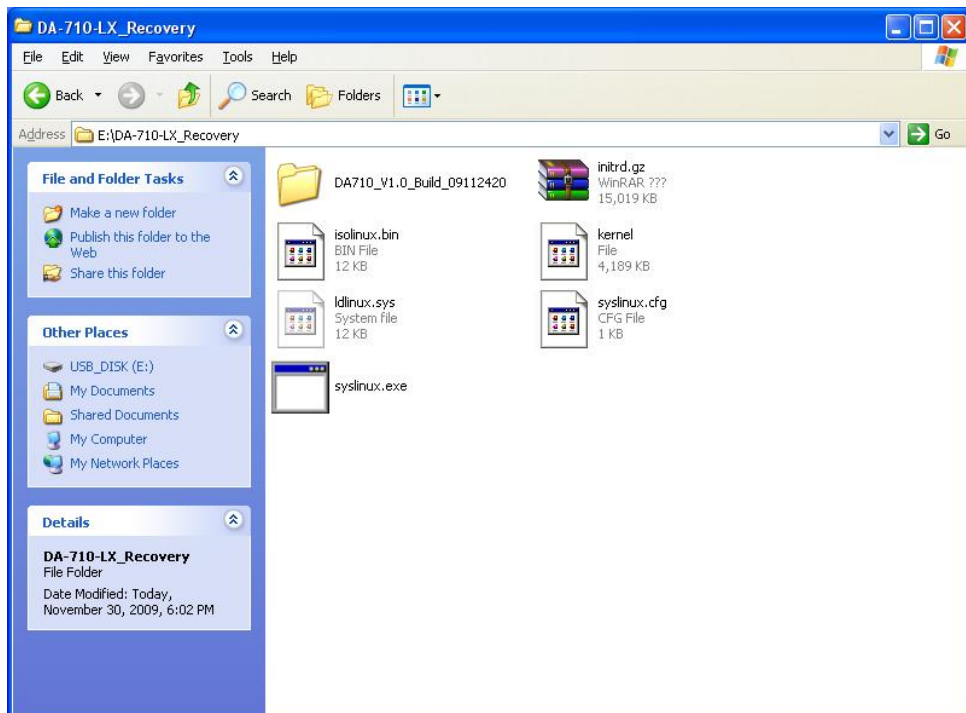 DA-710-LX_Recovery
File Edit View Favorites Tools Help
Back Search Folders
Address E:\DA-710-LX_Recovery Go
File and Folder Tasks
Make a new folder
Publish this folder to the
Web
Share this folder
Other Places
USB_DISK (E:)
My Documents
Shared Documents
My Computer
My Network Places
Details
DA-710-LX_Recovery
File Folder
Date Modified: Today,
November 30, 2009, 6:02 PM
DA710_V1.0_Build_09112420
initrd.gz
WinRAR ???
15,019 KB
isolinux.bin
BIN File
12 KB
kernel
File
4,189 KB
ldlinux.sys
System file
12 KB
syslinux.cfg
CFG File
1 KB
syslinux.exe